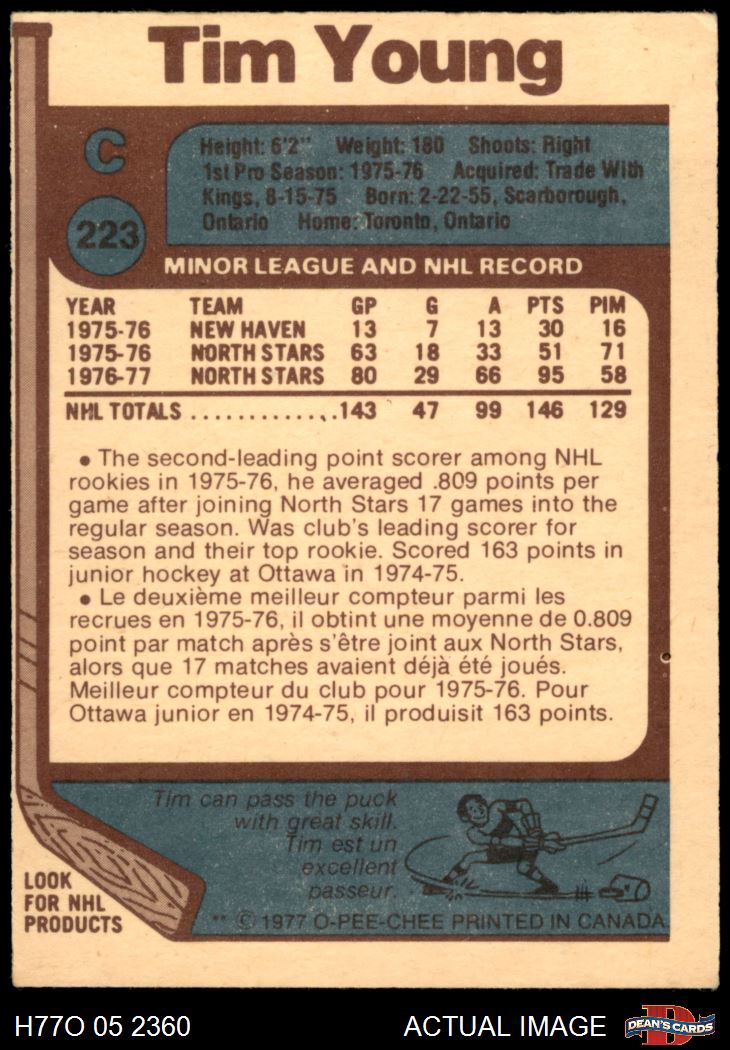 Tim Young
C
Height: 6'2" Weight: 180 Shoots: Right
1st Pro Season: 1975-76 Acquired: Trade With
Kings, 8-15-75 Born: 2-22-55, Scarborough,
Ontario Home: Toronto, Ontario
223
MINOR LEAGUE AND NHL RECORD
YEAR TEAM GP G A PTS PIM
1975-76 NEW HAVEN 13 7 13 30 16
1975-76 NORTH STARS 63 18 33 51 71
1976-77 NORTH STARS 80 29 66 95 58
NHL TOTALS .............143 47 99 146 129
• The second-leading point scorer among NHL
rookies in 1975-76, he averaged .809 points per
game after joining North Stars 17 games into the
regular season. Was club's leading scorer for
season and their top rookie. Scored 163 points in
junior hockey at Ottawa in 1974-75.
• Le deuxième meilleur compteur parmi les
recrues en 1975-76, il obtint une moyenne de 0.809
point par match après s'être joint aux North Stars,
alors que 17 matches avaient déjà été joués.
Meilleur compteur du club pour 1975-76. Pour
Ottawa junior en 1974-75, il produisit 163 points.
Tim can pass the puck
with great skill.
Tim est un
excellent
passeur.
LOOK
FOR NHL
PRODUCTS
** © 1977 O-PEE-CHEE PRINTED IN CANADA
H77O 05 2360 ACTUAL IMAGE
D
DEAN'S CARDS